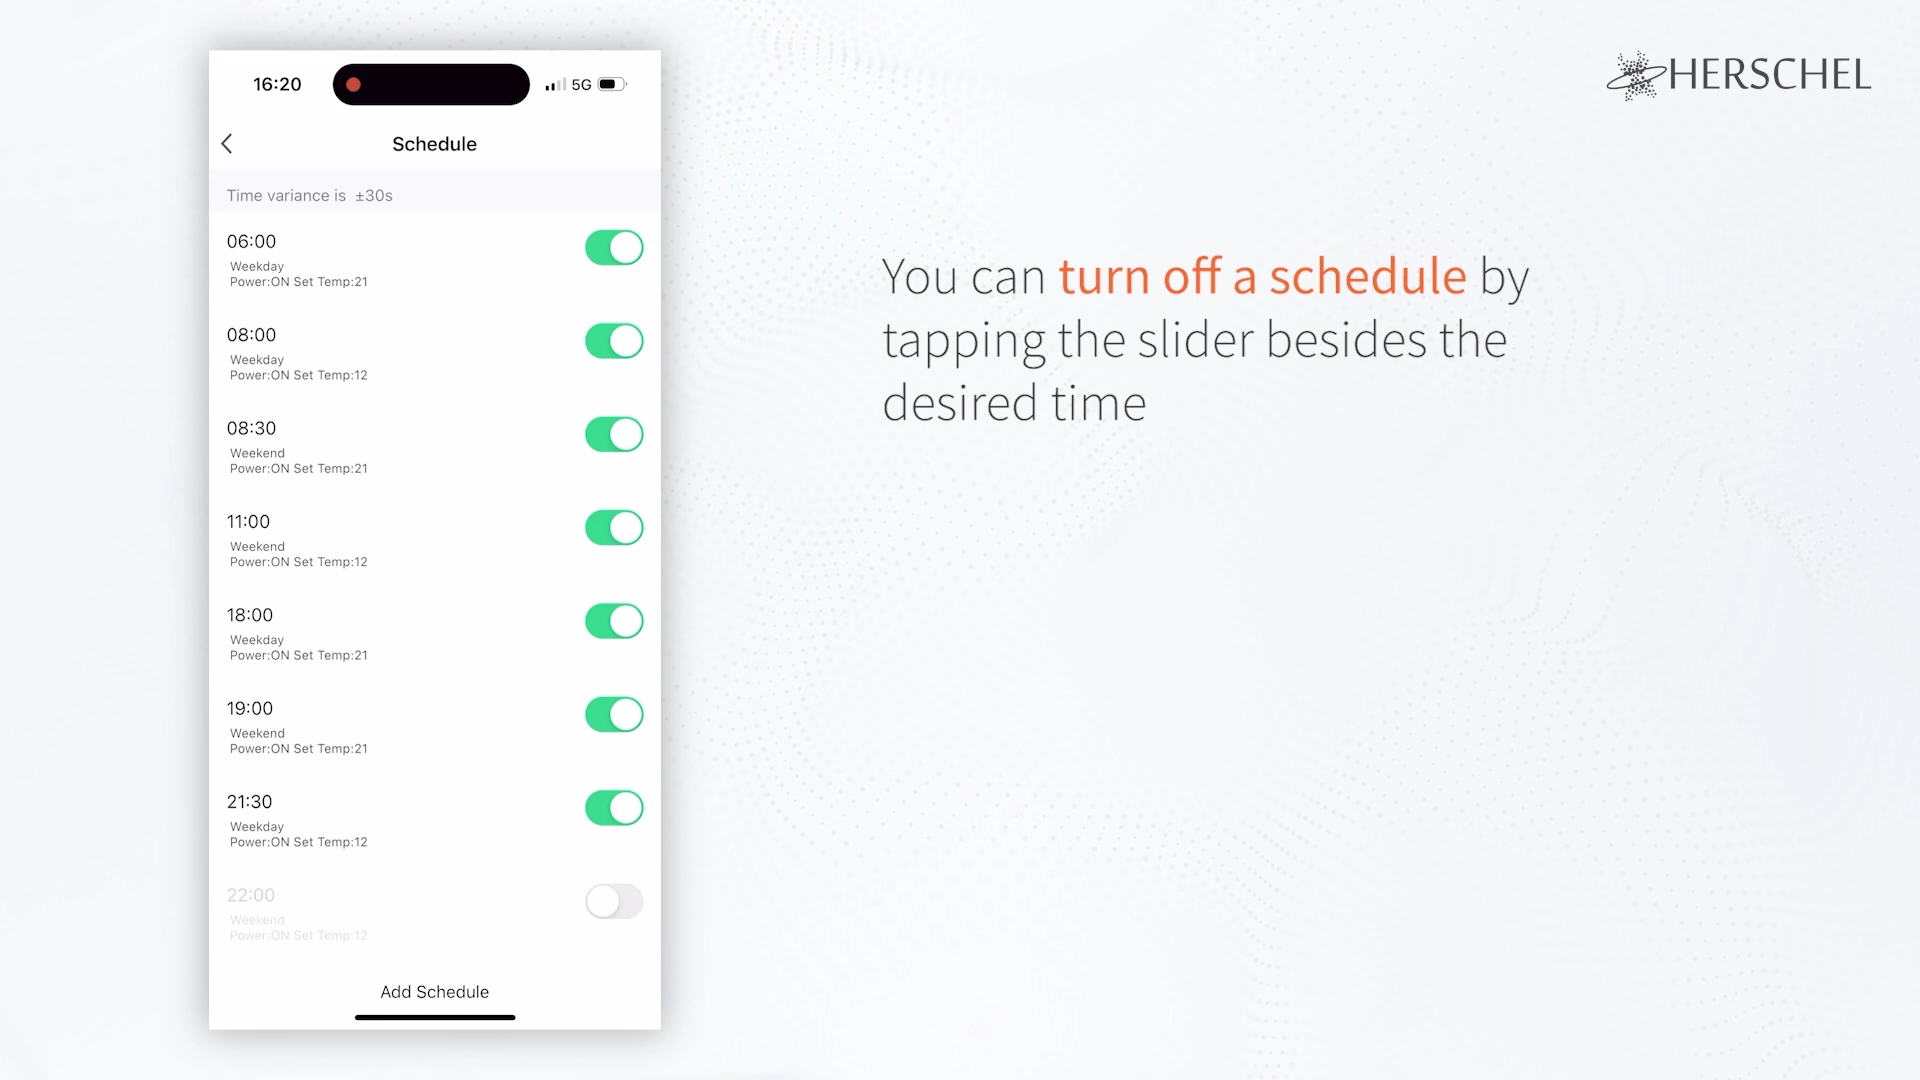 16:20
5G
HERSCHEL
Schedule
Time variance is ±30s
06:00
Weekday
Power:ON Set Temp:21
08:00
Weekday
Power:ON Set Temp:12
08:30
Weekend
Power:ON Set Temp:21
11:00
Weekend
Power:ON Set Temp:12
18:00
Weekday
Power:ON Set Temp:21
19:00
Weekend
Power:ON Set Temp:21
21:30
Weekday
Power:ON Set Temp:12
22:00
Weekend
Power:ON Set Temp:12
Add Schedule
You can turn off a schedule by
tapping the slider besides the
desired time